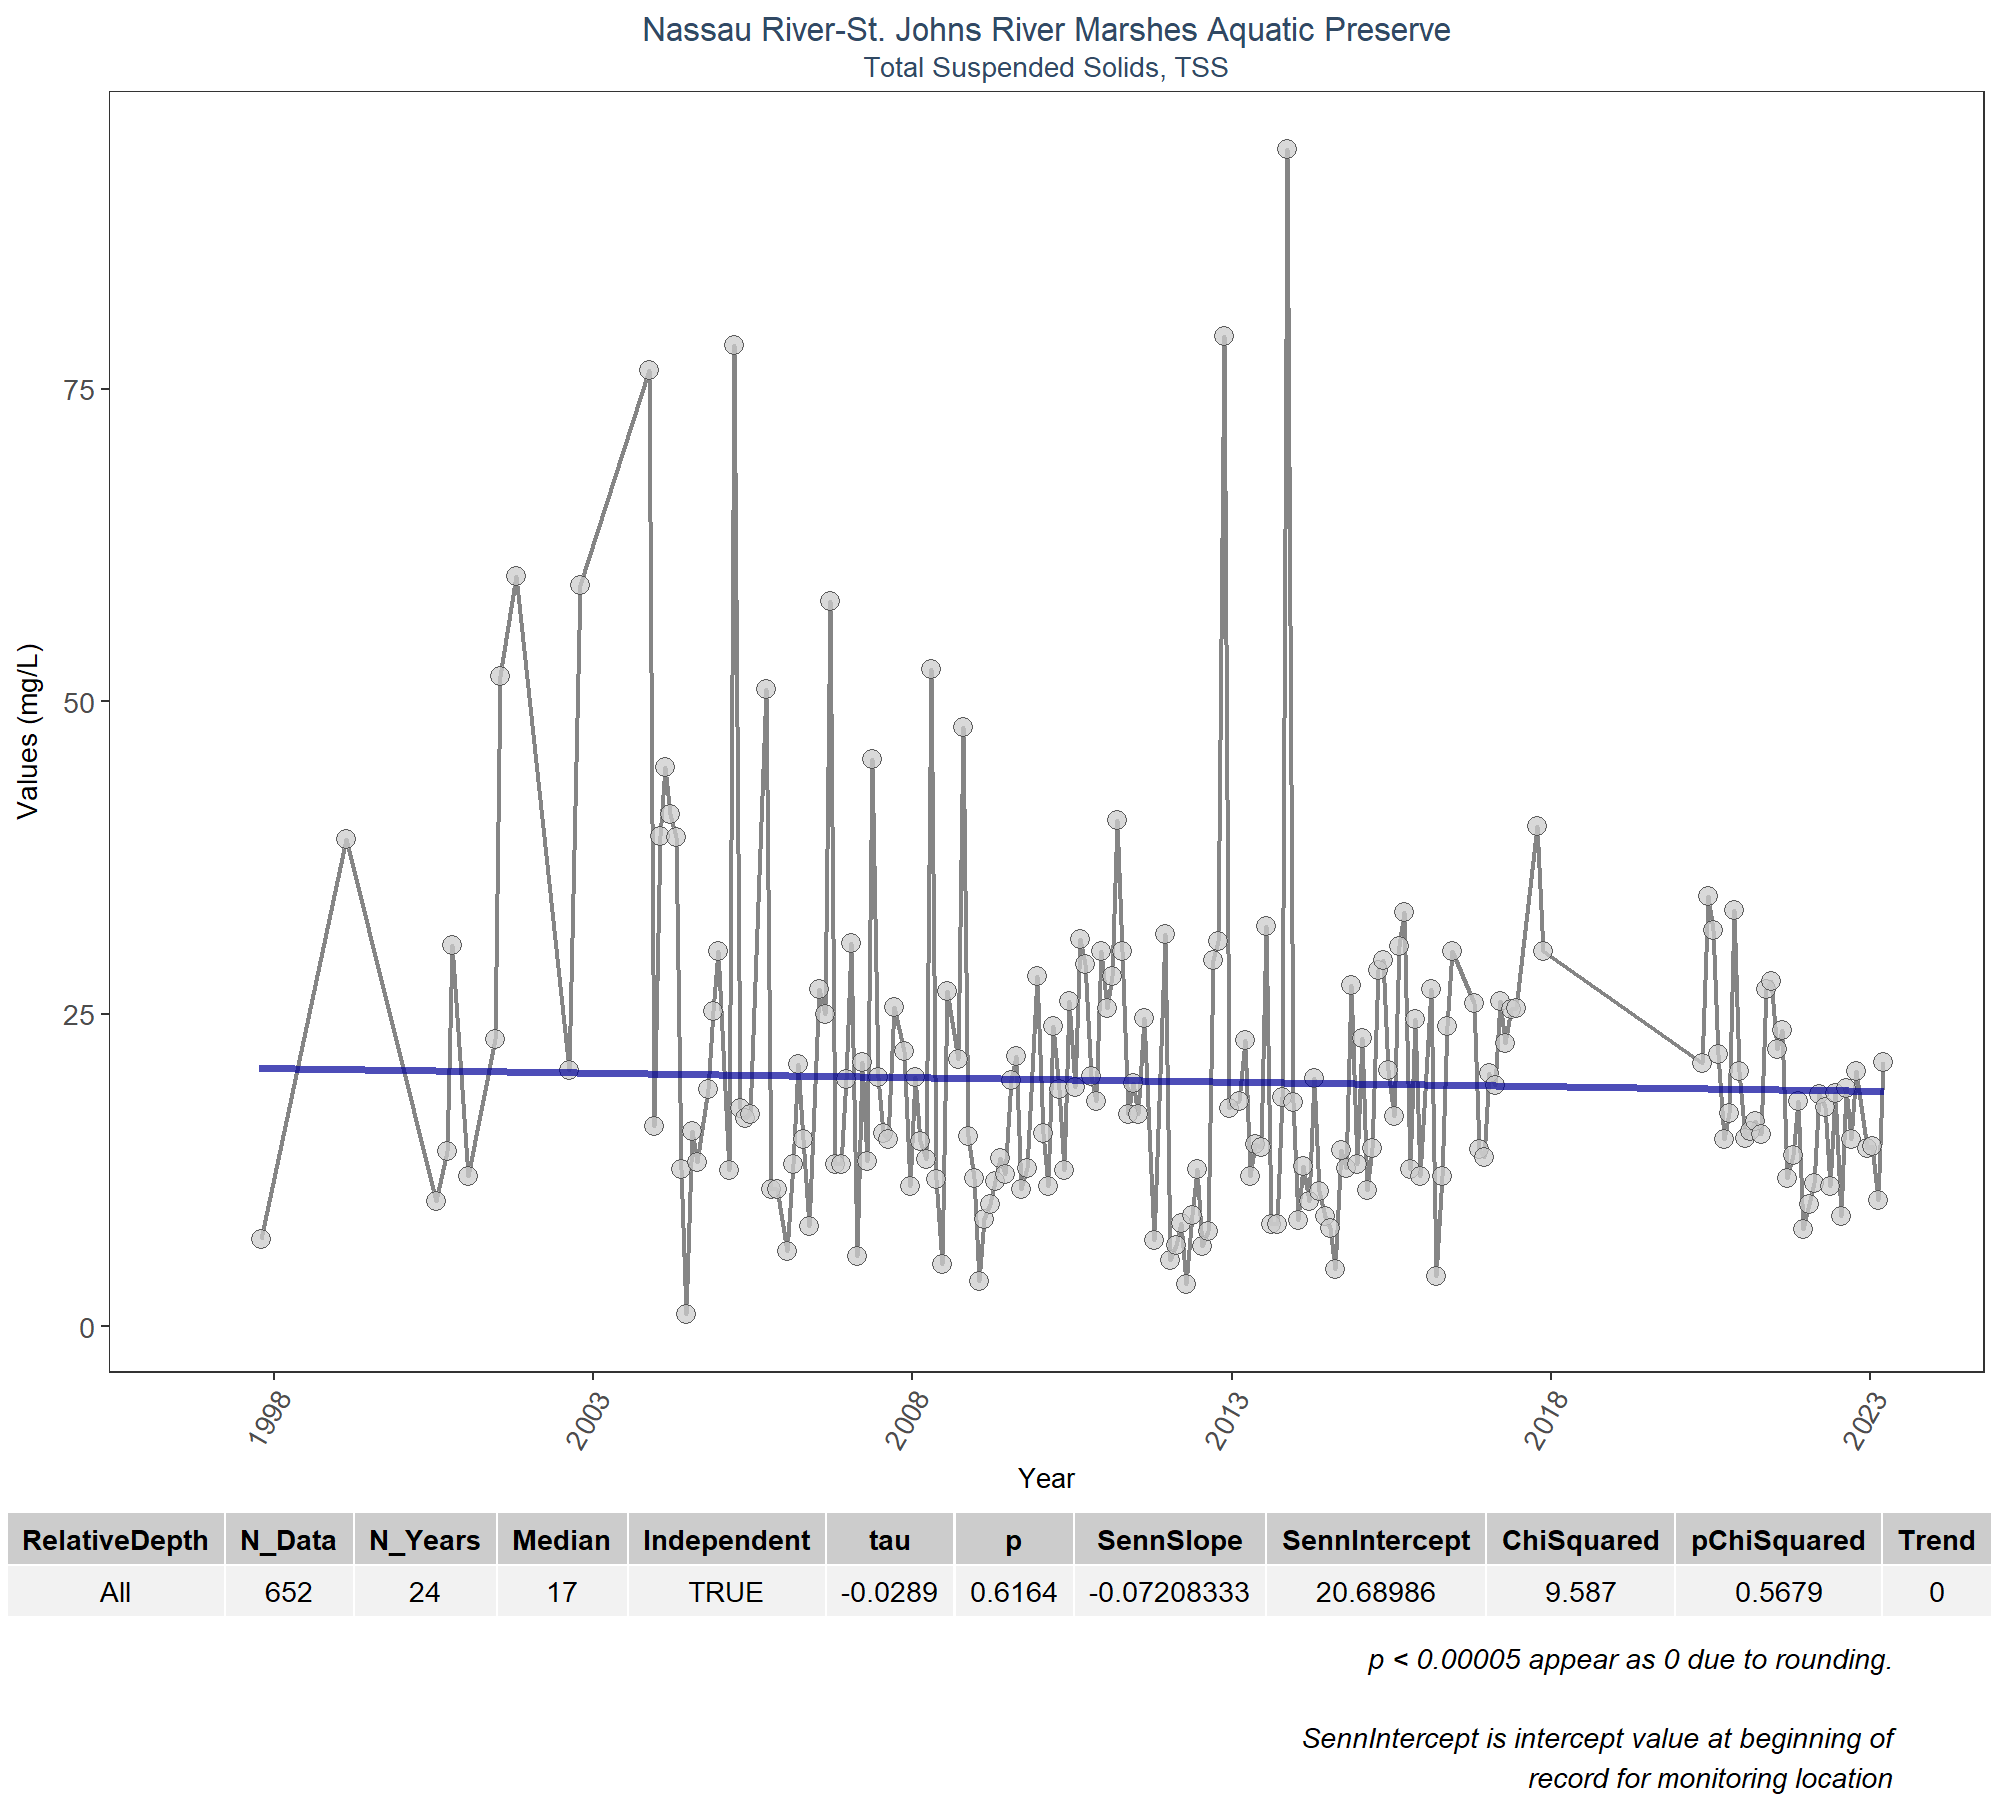 Nassau River-St. Johns River Marshes Aquatic Preserve
Total Suspended Solids, TSS
Values (mg/L)
75
50
25
0
1998
2003
2008
2013
2018
2023
Year
RelativeDepth N_Data N_Years Median Independent tau p SennSlope SennIntercept ChiSquared pChiSquared Trend
All 652 24 17 TRUE -0.0289 0.6164 -0.07208333 20.68986 9.587 0.5679 0
p < 0.00005 appear as 0 due to rounding.
SennIntercept is intercept value at beginning of
record for monitoring location